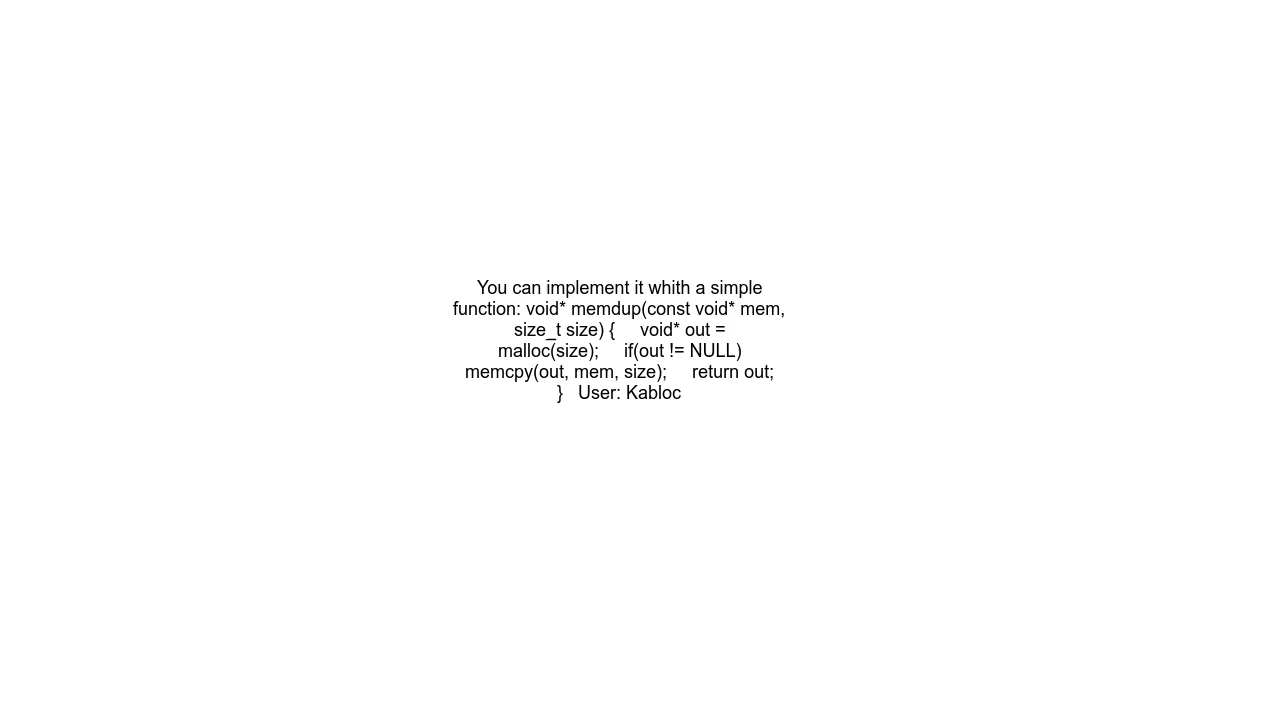 You can implement it whith a simple
function: void* memdup(const void* mem,
size_t size) {     void* out =
malloc(size);     if(out != NULL)
memcpy(out, mem, size);     return out;
}   User: Kabloc